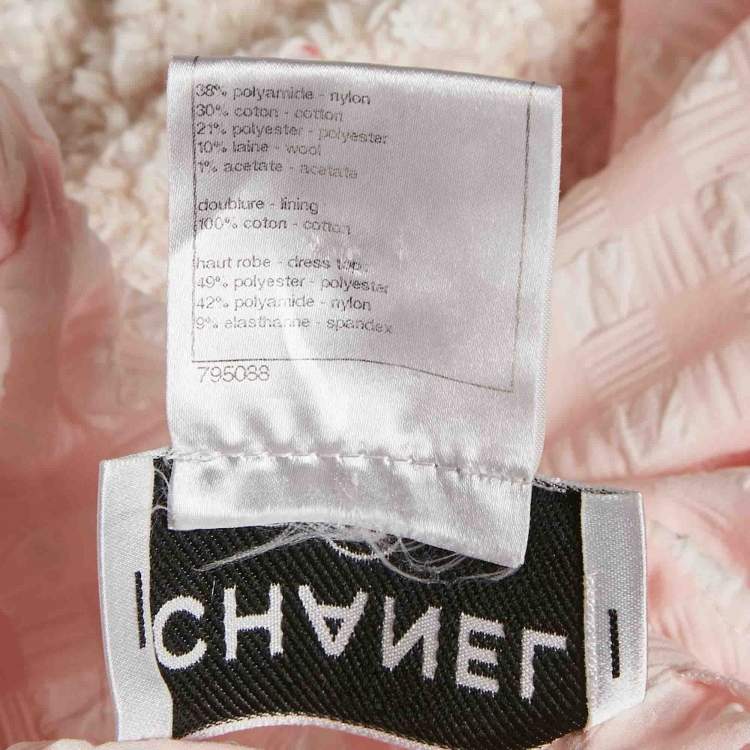 38% polyamide - nylon
30% coton - cotton
21% polyester - polyester
10% laine - wool
1% acetate - acetate
doublure - lining
100% coton - cotton
haut robe - dress top
49% polyester - polyester
42% polyamide - nylon
9% elasthanne - spandex
795088
CHANEL